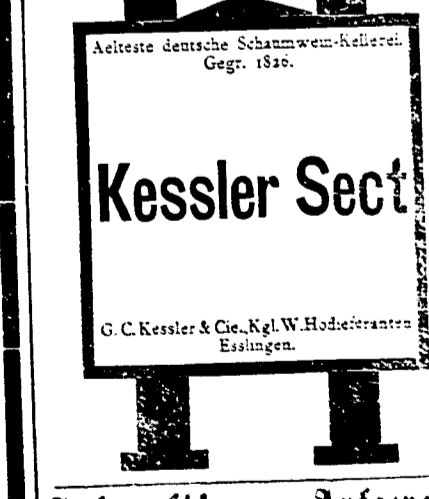 Aelteste deutsche Schaumwein-Kellerei.
Gegr. 1826.
Kessler Sect
G. C. Kessler & Cie., Kgl. W. Hoflieferanten
Esslingen.